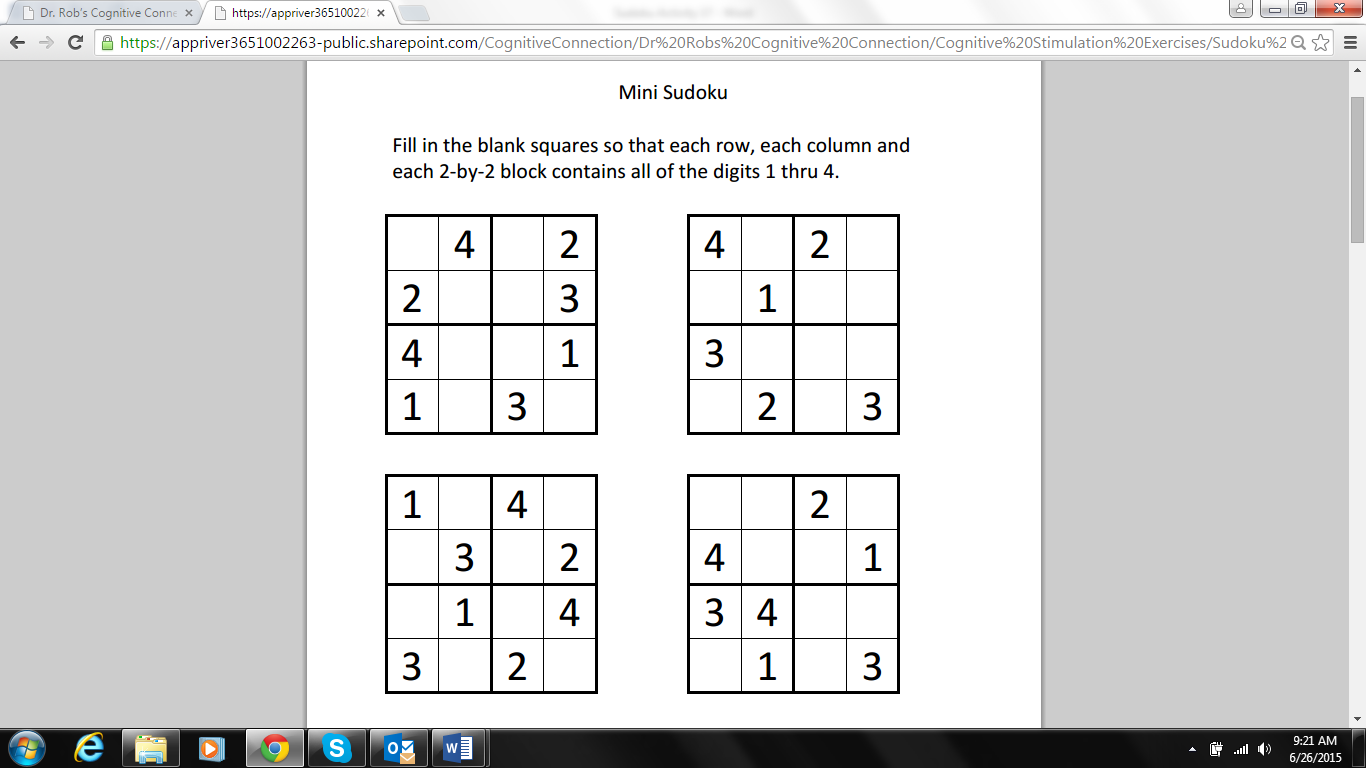 Dr. Rob's Cognitive Conne
https://appriver36510022
https://appriver3651002263-public.sharepoint.com/CognitiveConnection/Dr%20Robs%20Cognitive%20Connection/Cognitive%20Stimulation%20Exercises/Sudoku%2
Mini Sudoku
Fill in the blank squares so that each row, each column and
each 2-by-2 block contains all of the digits 1 thru 4.
4 2 4 2
2 3 1
4 1 3
1 3 2 3
1 4 2
3 2 4 1
1 4 3 4
3 2 1 3
9:21 AM
6/26/2015